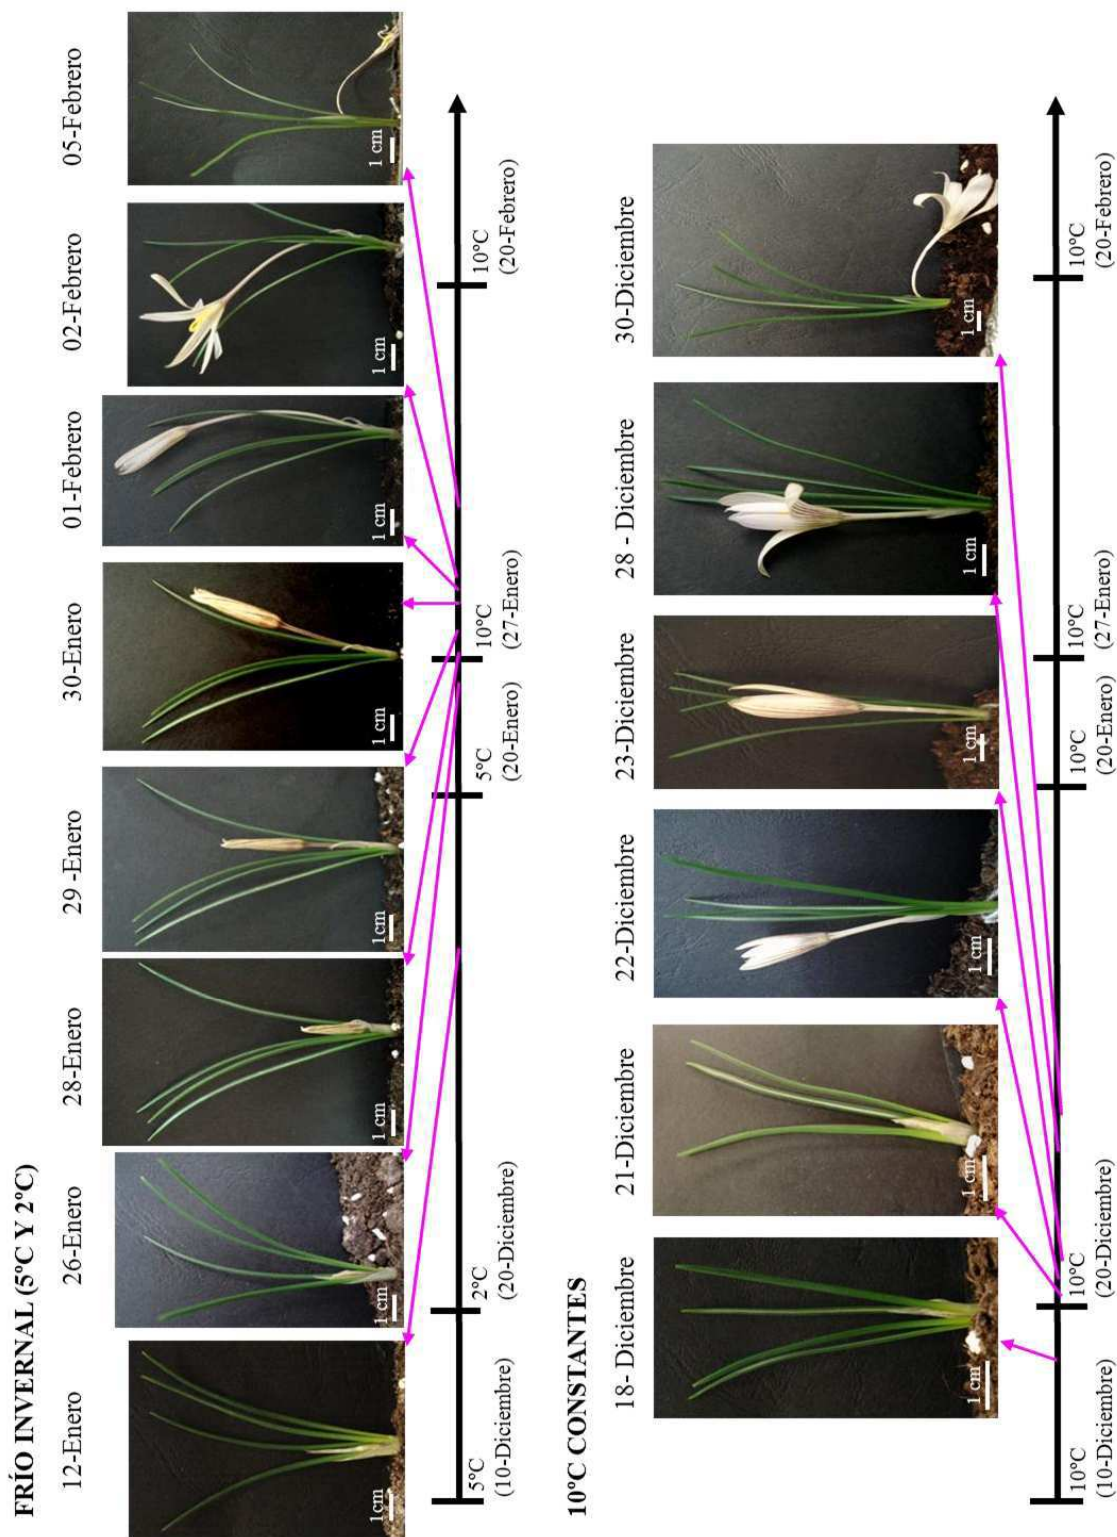 FRÍO INVERNAL (5ºC Y 2ºC)
12-Enero
26-Enero
28-Enero
29 -Enero
30-Enero
01-Febrero
02-Febrero
05-Febrero
1cm
1 cm
1 cm
1cm
1 cm
1 cm
1 cm
1 cm
5ºC
(10-Diciembre)
2ºC
(20-Diciembre)
5ºC
(20-Enero)
10ºC
(27-Enero)
10ºC
(20-Febrero)
10ºC CONSTANTES
18- Diciembre
21-Diciembre
22-Diciembre
23-Diciembre
28 - Diciembre
30-Diciembre
1 cm
1 cm
1 cm
1 cm
1 cm
1 cm
10ºC
(10-Diciembre)
10ºC
(20-Diciembre)
10ºC
(20-Enero)
10ºC
(27-Enero)
10ºC
(20-Febrero)